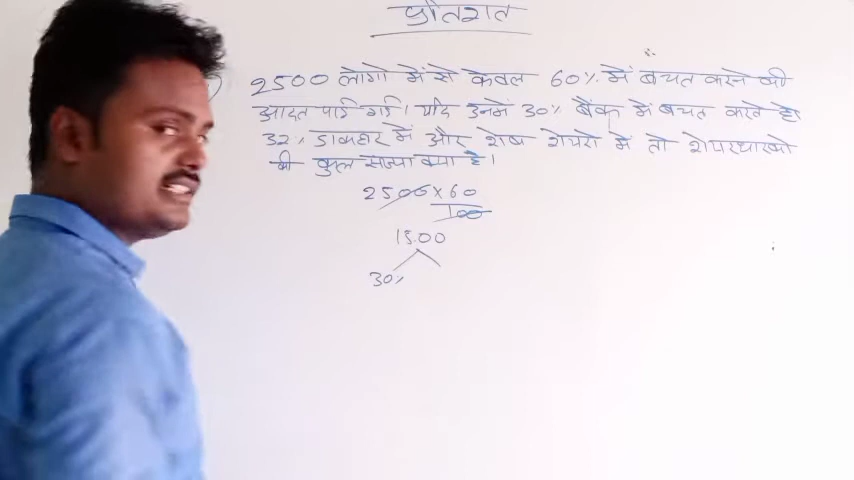 प्रतिशत
2500 लोगो में से केवल 60% में बचत करने की
आदत पाई गई। यदि उनमें 30% बैंक में बचत करते है
32% डाकघर में और शेष शेयरो में तो शेयरधारको
की कुल संख्या क्या है।
2500 x 60
100
1500
30%